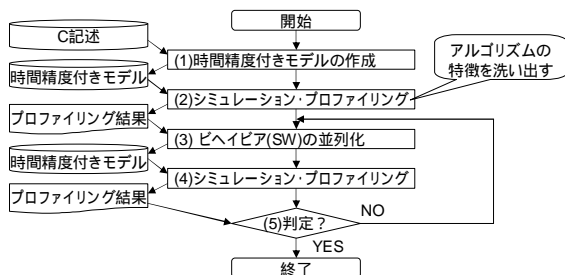 開始
C記述
(1)時間精度付きモデルの作成
アルゴリズムの
特徴を洗い出す
時間精度付きモデル
(2)シミュレーション・プロファイリング
プロファイリング結果
(3) ビヘイビア(SW)の並列化
時間精度付きモデル
(4)シミュレーション・プロファイリング
プロファイリング結果
(5)判定？
NO
YES
終了